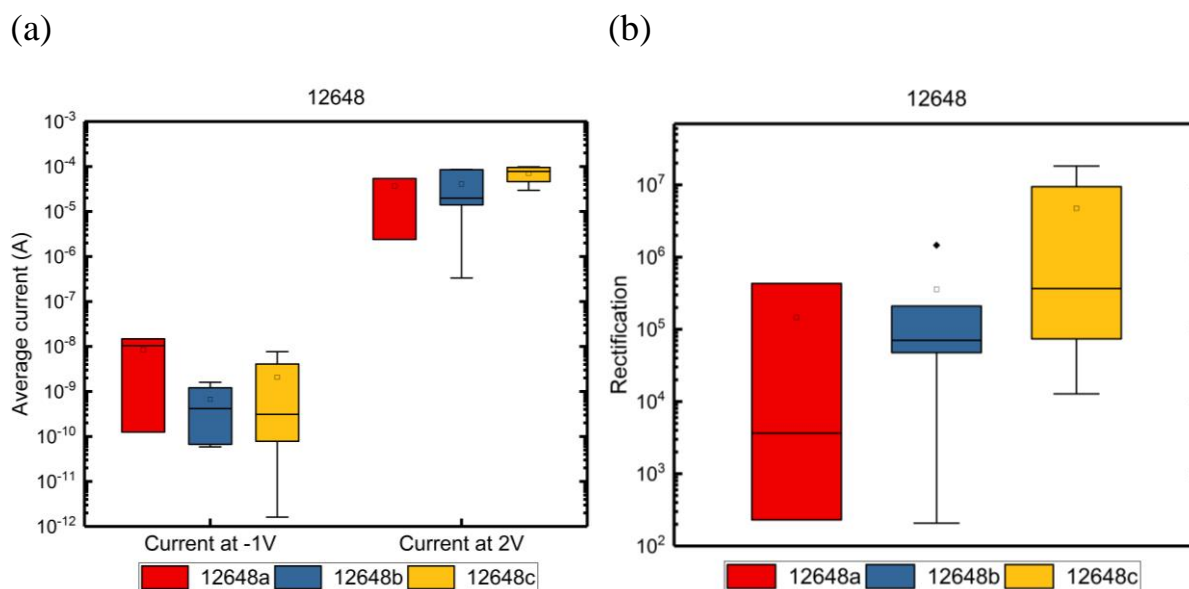 (a)
12648
Average current (A)
10-3
10-4
10-5
10-6
10-7
10-8
10-9
10-10
10-11
10-12
Current at -1V
Current at 2V
12648a
12648b
12648c
(b)
12648
Rectification
107
106
105
104
103
102
12648a
12648b
12648c